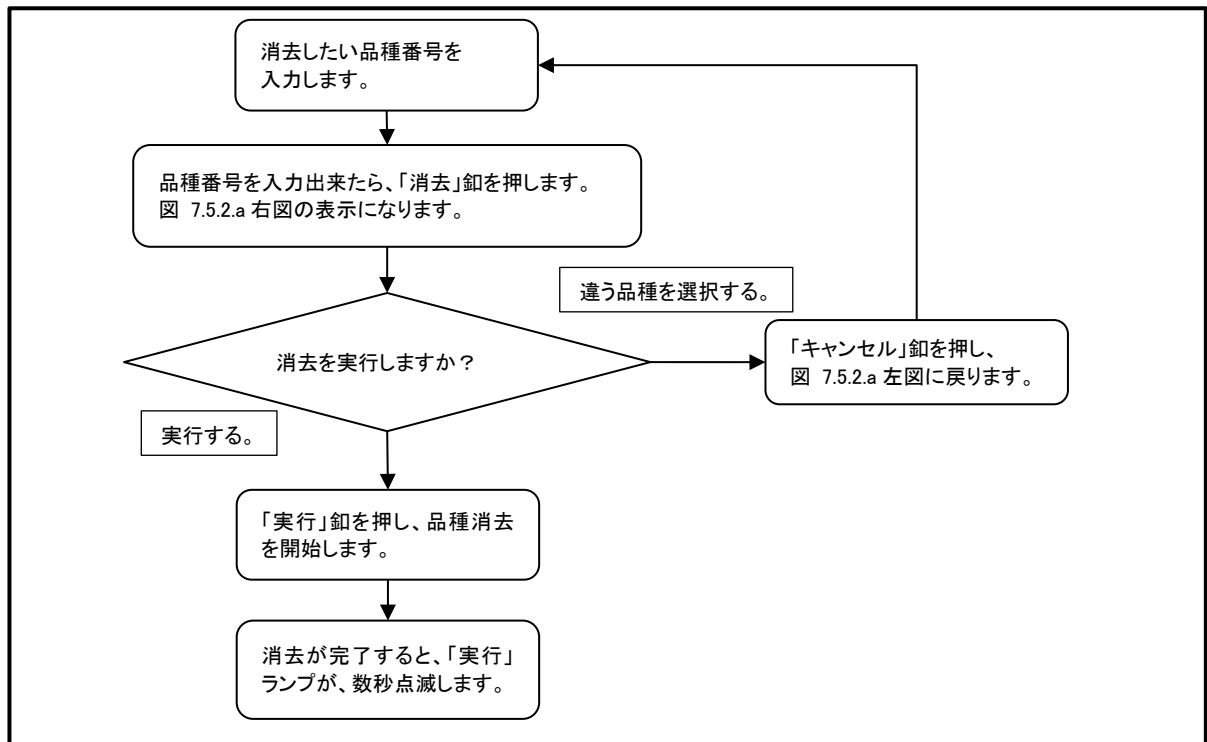 消去したい品種番号を
入力します。
品種番号を入力出来たら、「消去」釦を押します。
図 7.5.2.a 右図の表示になります。
違う品種を選択する。
消去を実行しますか？
「キャンセル」釦を押し、
図 7.5.2.a 左図に戻ります。
実行する。
「実行」釦を押し、品種消去
を開始します。
消去が完了すると、「実行」
ランプが、数秒点滅します。